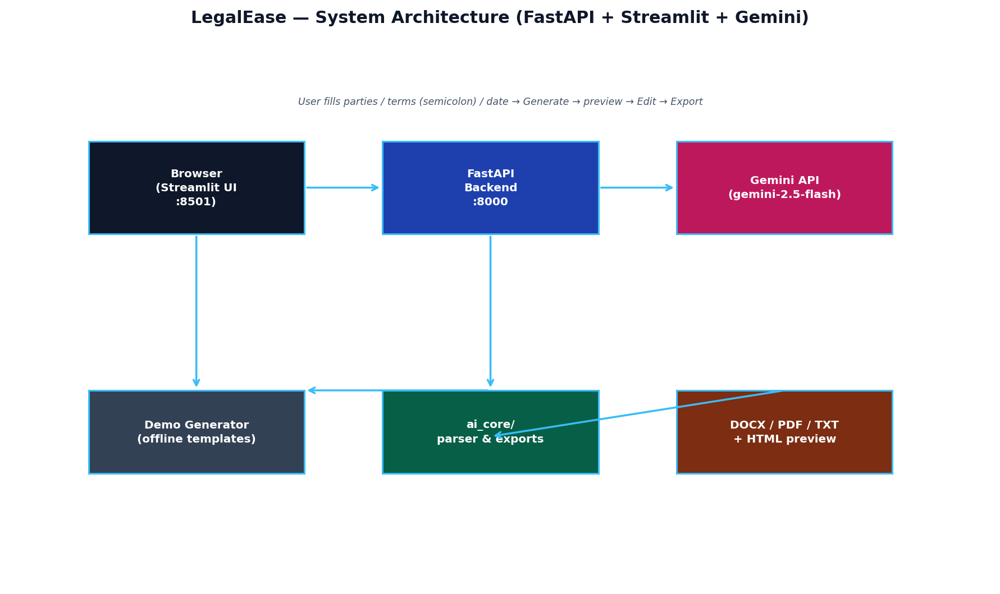 LegalEase — System Architecture (FastAPI + Streamlit + Gemini)
User fills parties / terms (semicolon) / date → Generate → preview → Edit → Export
Browser
(Streamlit UI
:8501)
FastAPI
Backend
:8000
Gemini API
(gemini-2.5-flash)
Demo Generator
(offline templates)
ai_core/
parser & exports
DOCX / PDF / TXT
+ HTML preview